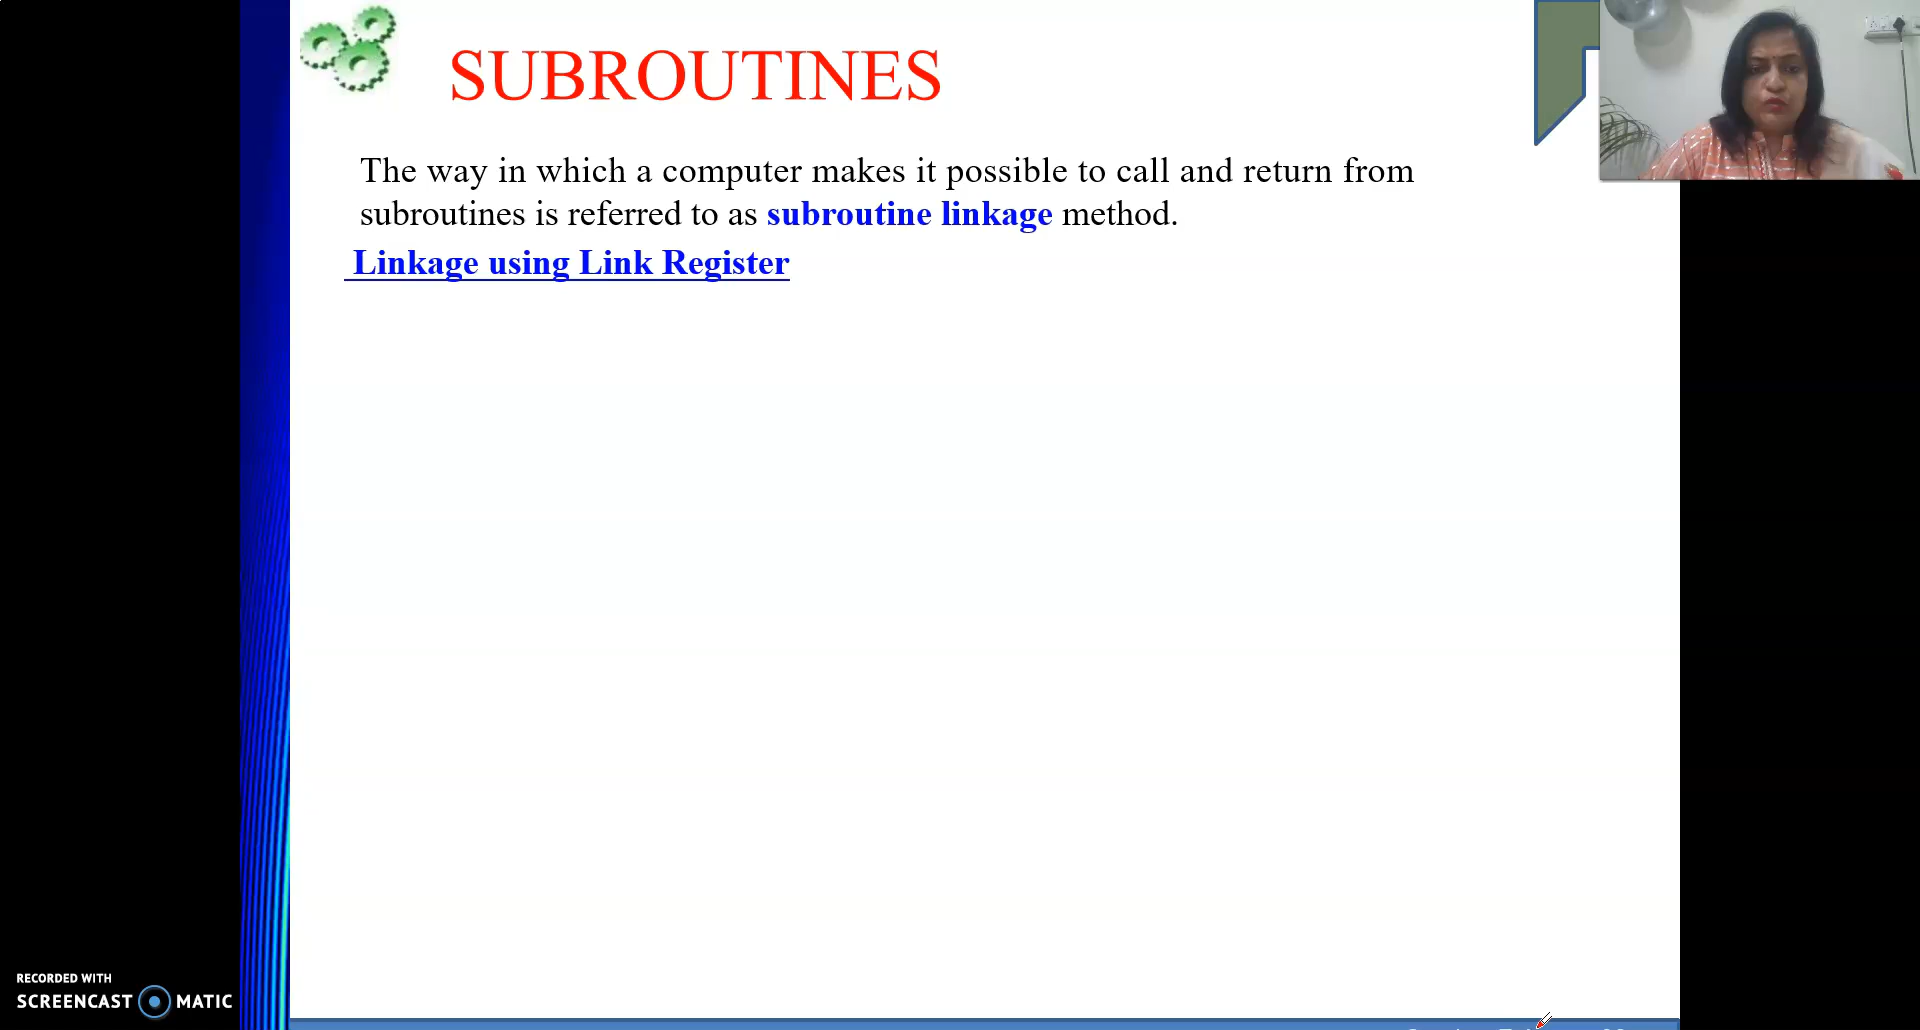 SUBROUTINES
The way in which a computer makes it possible to call and return from
subroutines is referred to as subroutine linkage method.
Linkage using Link Register
RECORDED WITH
SCREENCAST MATIC